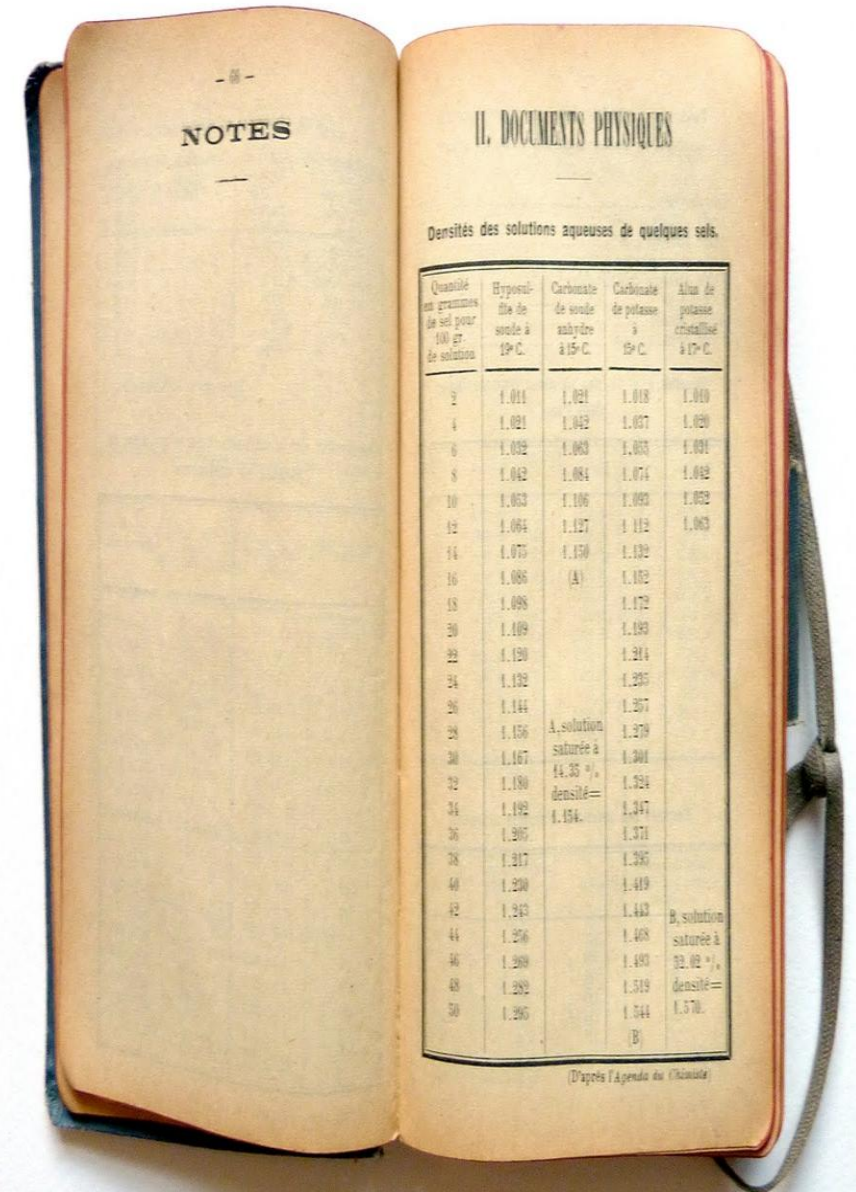 - 66 -
NOTES
II. DOCUMENTS PHYSIQUES
Densités des solutions aqueuses de quelques sels.
Quantité en grammes de sel pour 100 gr. de solution Hyposulfite de soude à 19° C. Carbonate de soude anhydre à 15° C. Carbonate de potasse à 15° C. Alun de potasse cristallisé à 17° C.
2 1.011 1.021 1.018 1.010
4 1.021 1.042 1.037 1.020
6 1.032 1.063 1.055 1.031
8 1.042 1.084 1.074 1.042
10 1.053 1.106 1.093 1.052
12 1.064 1.127 1 112 1.063
14 1.075 1.150 1.132
16 1.086 (A) 1.152
18 1.098 1.172
20 1.109 1.193
22 1.120 1.214
24 1.132 1.235
26 1.144 1.257
28 1.156 1.279
30 1.167 1.301
32 1.180 1.324
34 1.192 1.347
36 1.205 1.371
38 1.217 1.395
40 1.230 1.419
42 1.243 1.443
44 1.256 1.468
46 1.269 1.493
48 1.282 1.519
50 1.295 1.544
(B)
A, solution
saturée à
14.35 °/.
densité=
1.154.
B, solution
saturée à
52.02 °/.
densité=
1.570.
(D'après l'Agenda du Chimiste)